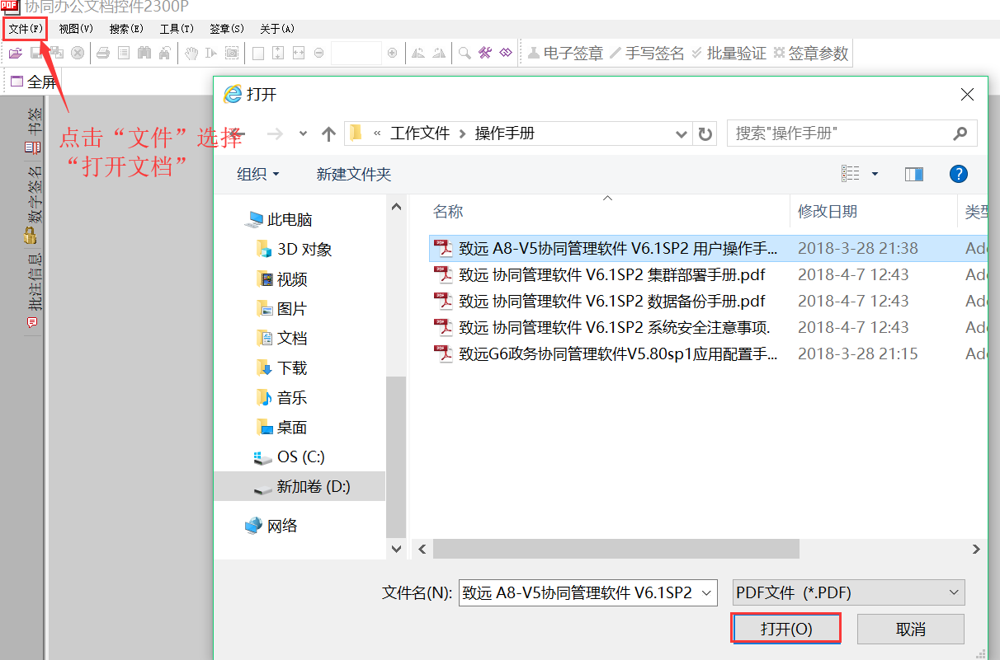 PDF 协同办公文档控件2300P
文件(F) 视图(V) 搜索(E) 工具(T) 签章(S) 关于(A)
电子签章 手写签名 批量验证 签章参数
全屏
书签
数字签名
批注信息
点击“文件”选择
“打开文档”
打开
« 工作文件 > 操作手册
搜索"操作手册"
组织 新建文件夹
此电脑
3D 对象
视频
图片
文档
下载
音乐
桌面
OS (C:)
新加卷 (D:)
网络
名称 修改日期 类型
致远 A8-V5协同管理软件 V6.1SP2 用户操作手... 2018-3-28 21:38 Ad
致远 协同管理软件 V6.1SP2 集群部署手册.pdf 2018-4-7 12:43 Ad
致远 协同管理软件 V6.1SP2 数据备份手册.pdf 2018-4-7 12:43 Ad
致远 协同管理软件 V6.1SP2 系统安全注意事项. 2018-4-7 12:43 Ad
致远G6政务协同管理软件V5.80sp1应用配置手... 2018-3-28 21:15 Ad
文件名(N): 致远 A8-V5协同管理软件 V6.1SP2 PDF文件 (*.PDF)
打开(O) 取消